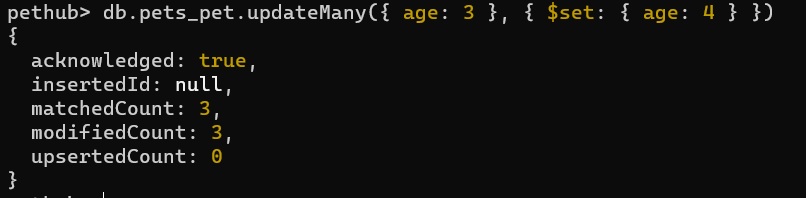 pethub> db.pets_pet.updateMany({ age: 3 }, { $set: { age: 4 } })
{
  acknowledged: true,
  insertedId: null,
  matchedCount: 3,
  modifiedCount: 3,
  upsertedCount: 0
}